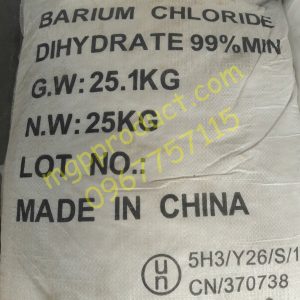 BARIUM CHLORIDE
DIHYDRATE 99%MIN
G.W: 25.1KG
N.W: 25KG
LOT NO.:
MADE IN CHINA
mgpproduct.com
0967757115
un
5H3/Y26/S/1
CN/370738